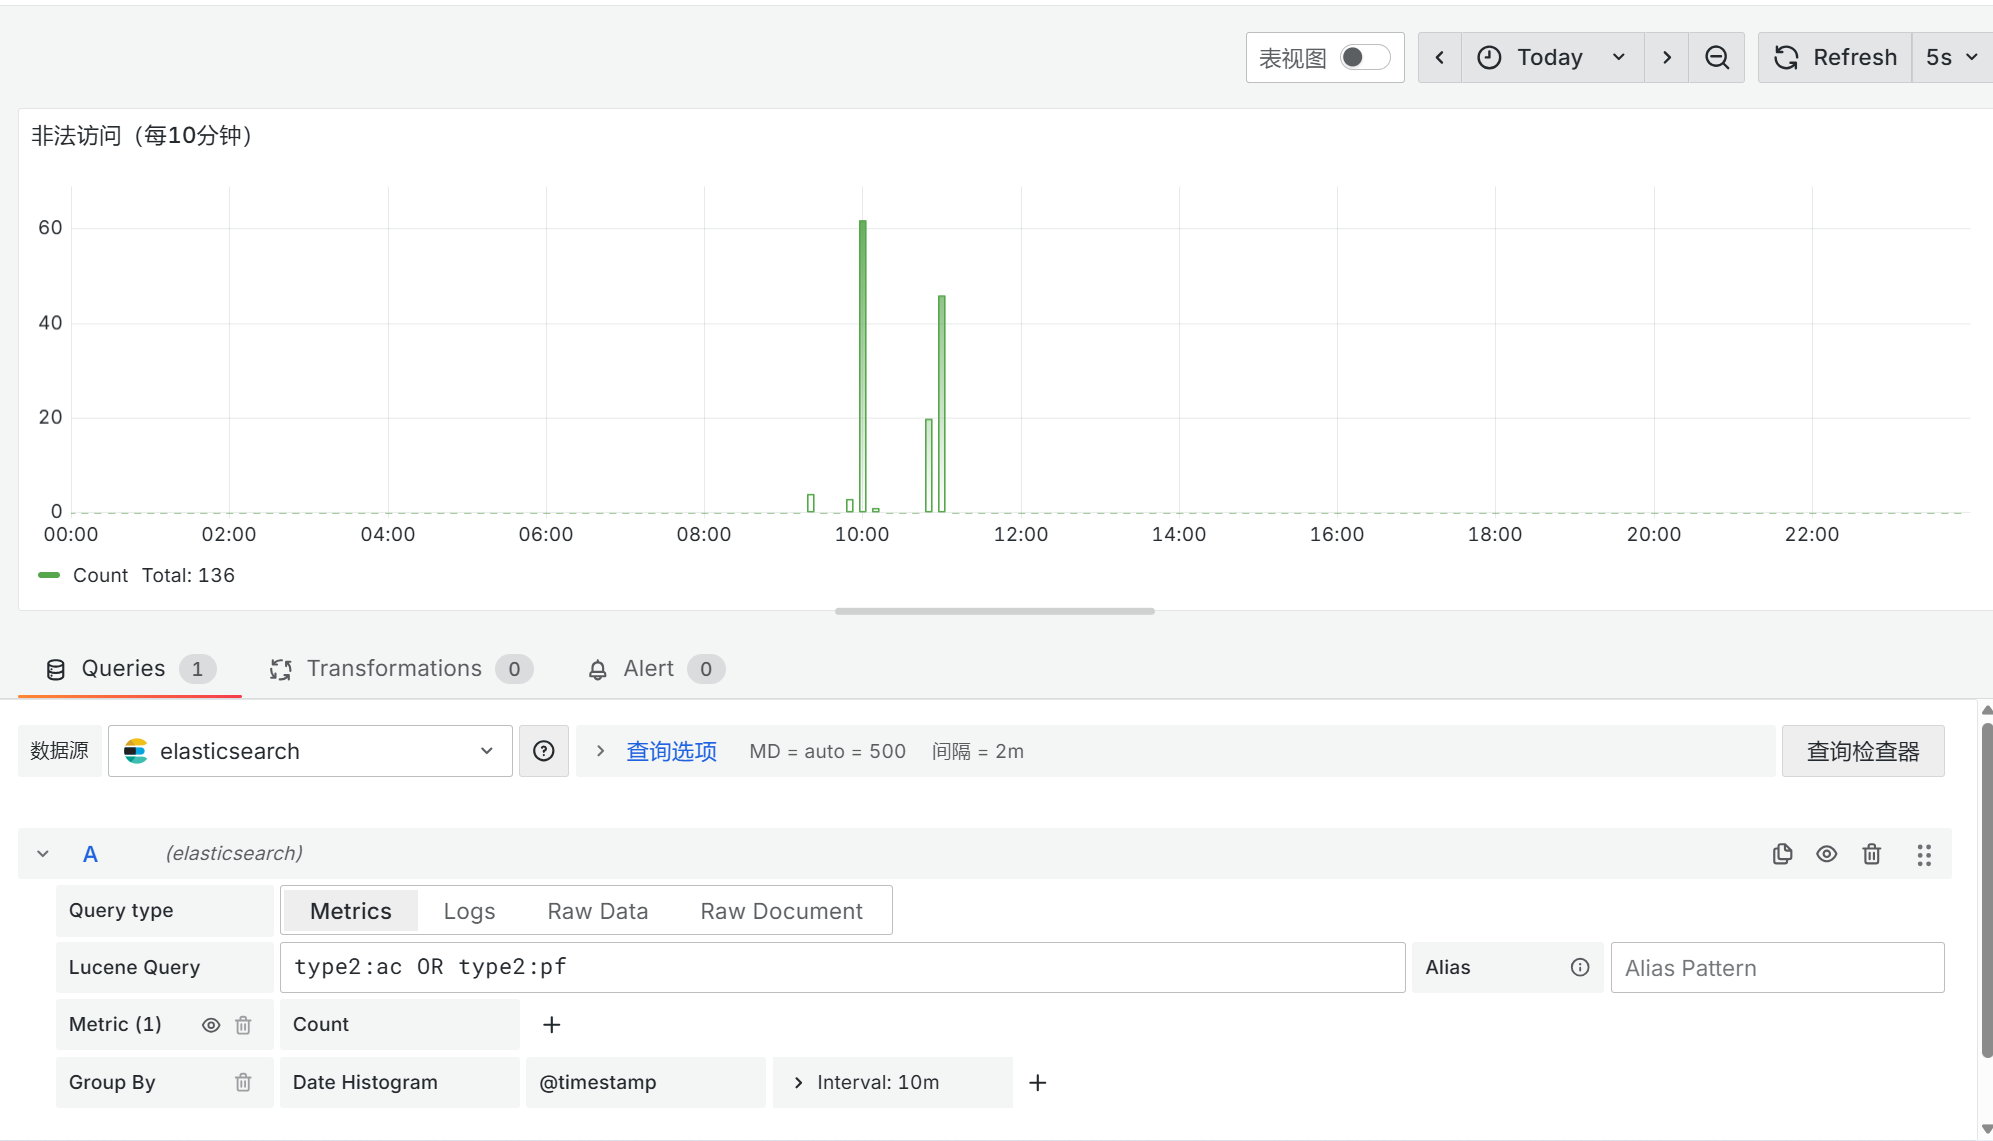 表视图 Today Refresh 5s
非法访问（每10分钟）
60
40
20
0
00:00 02:00 04:00 06:00 08:00 10:00 12:00 14:00 16:00 18:00 20:00 22:00
Count Total: 136
Queries 1 Transformations 0 Alert 0
数据源 elasticsearch 查询选项 MD = auto = 500 间隔 = 2m 查询检查器
A (elasticsearch)
Query type Metrics Logs Raw Data Raw Document
Lucene Query type2:ac OR type2:pf Alias Alias Pattern
Metric (1) Count +
Group By Date Histogram @timestamp Interval: 10m +